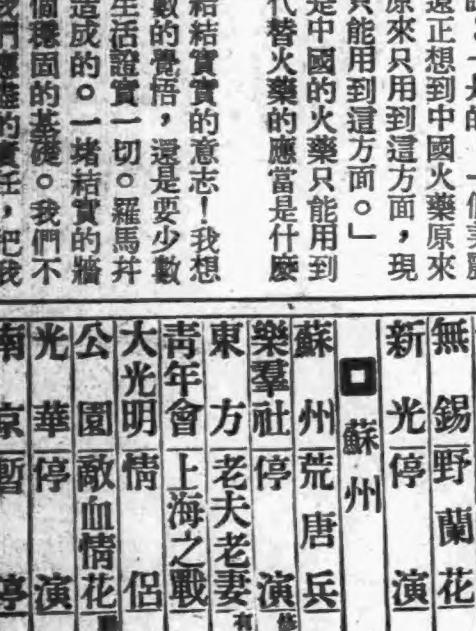 還正想到中國火藥原來
原來只用到這方面，現
只能用到這方面。」
是中國的火藥只能用到
代替火藥的應當是什麼
結結實實的意志！我想
數的覺悟，還是要少數
生活證實一切。羅馬幷
造成的。一堵結實的牆
個穩固的基礎。我們不
我們應盡的責任，把我
無錫 野蘭花
新光 停演
蘇州
蘇州 荒唐兵
樂羣社 停演
東方 老夫老妻
青年會 上海之戰
大光明 情侶
公園 敵血情花
光華 停演
南京 暫停